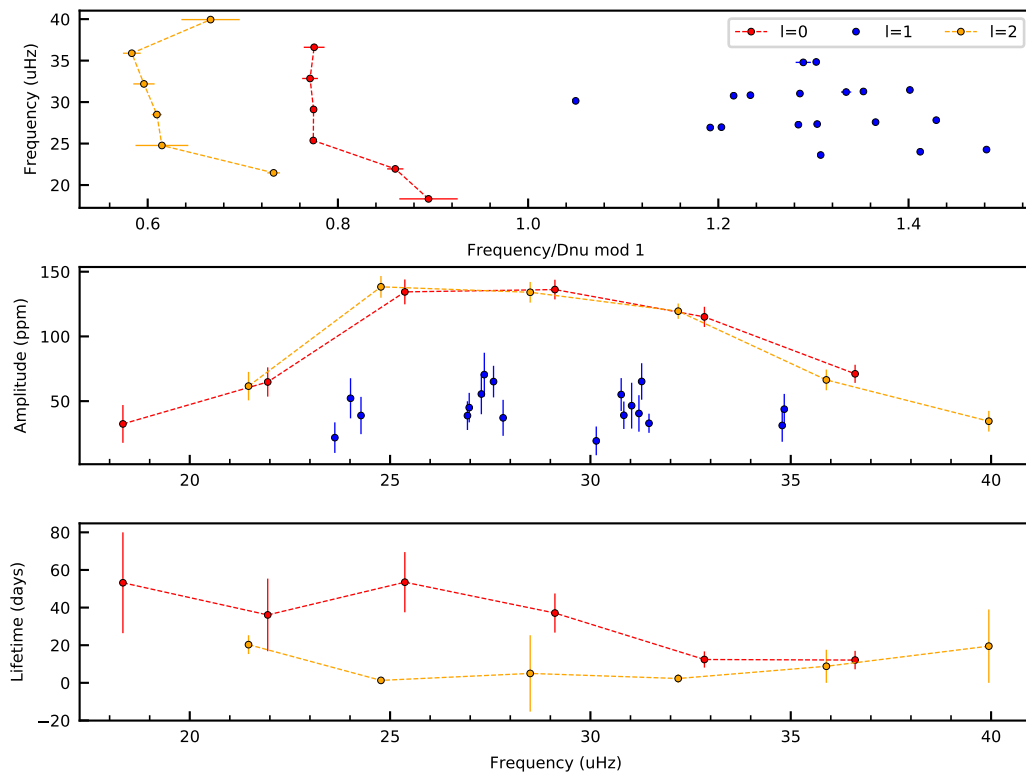 40
35
30
25
20
Frequency (uHz)
l=0 l=1 l=2
0.6 0.8 1.0 1.2 1.4
Frequency/Dnu mod 1
150
100
50
Amplitude (ppm)
20 25 30 35 40
80
60
40
20
0
−20
Lifetime (days)
20 25 30 35 40
Frequency (uHz)